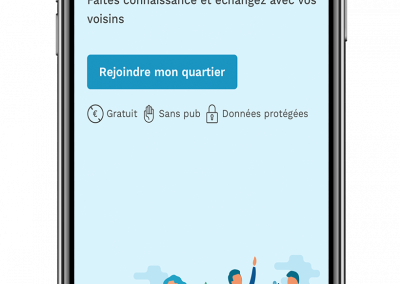 Faites connaissance et échangez avec vos
voisins
Rejoindre mon quartier
€ Gratuit Sans pub Données protégées